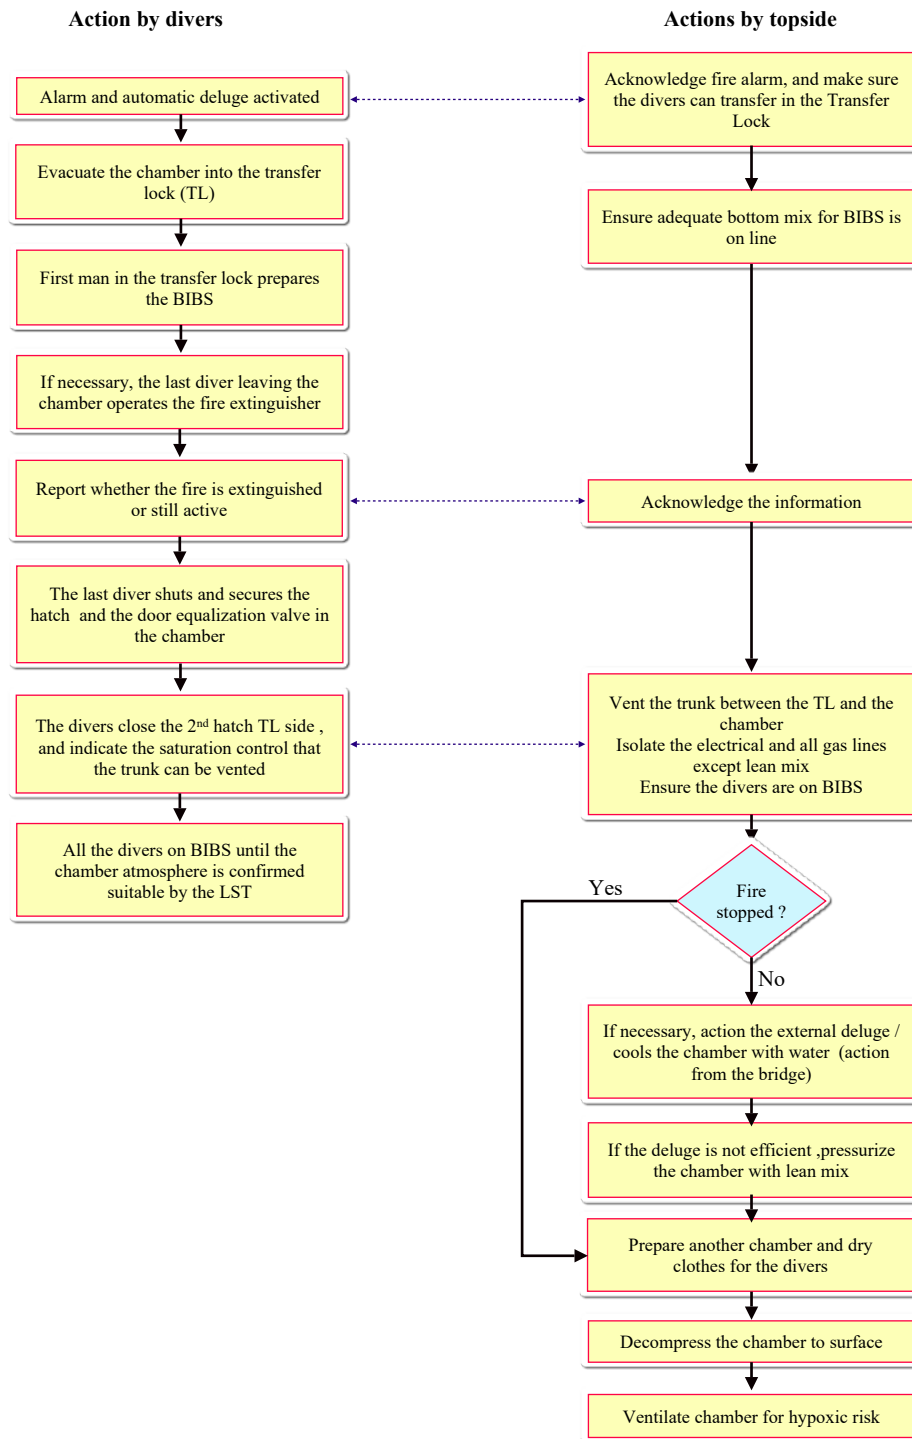 Action by divers
Alarm and automatic deluge activated
Evacuate the chamber into the transfer
lock (TL)
First man in the transfer lock prepares
the BIBS
If necessary, the last diver leaving the
chamber operates the fire extinguisher
Report whether the fire is extinguished
or still active
The last diver shuts and secures the
hatch and the door equalization valve in
the chamber
The divers close the 2nd hatch TL side ,
and indicate the saturation control that
the trunk can be vented
All the divers on BIBS until the
chamber atmosphere is confirmed
suitable by the LST
Actions by topside
Acknowledge fire alarm, and make sure
the divers can transfer in the Transfer
Lock
Ensure adequate bottom mix for BIBS is
on line
Acknowledge the information
Vent the trunk between the TL and the
chamber
Isolate the electrical and all gas lines
except lean mix
Ensure the divers are on BIBS
Fire
stopped ?
Yes
No
If necessary, action the external deluge /
cools the chamber with water (action
from the bridge)
If the deluge is not efficient ,pressurize
the chamber with lean mix
Prepare another chamber and dry
clothes for the divers
Decompress the chamber to surface
Ventilate chamber for hypoxic risk